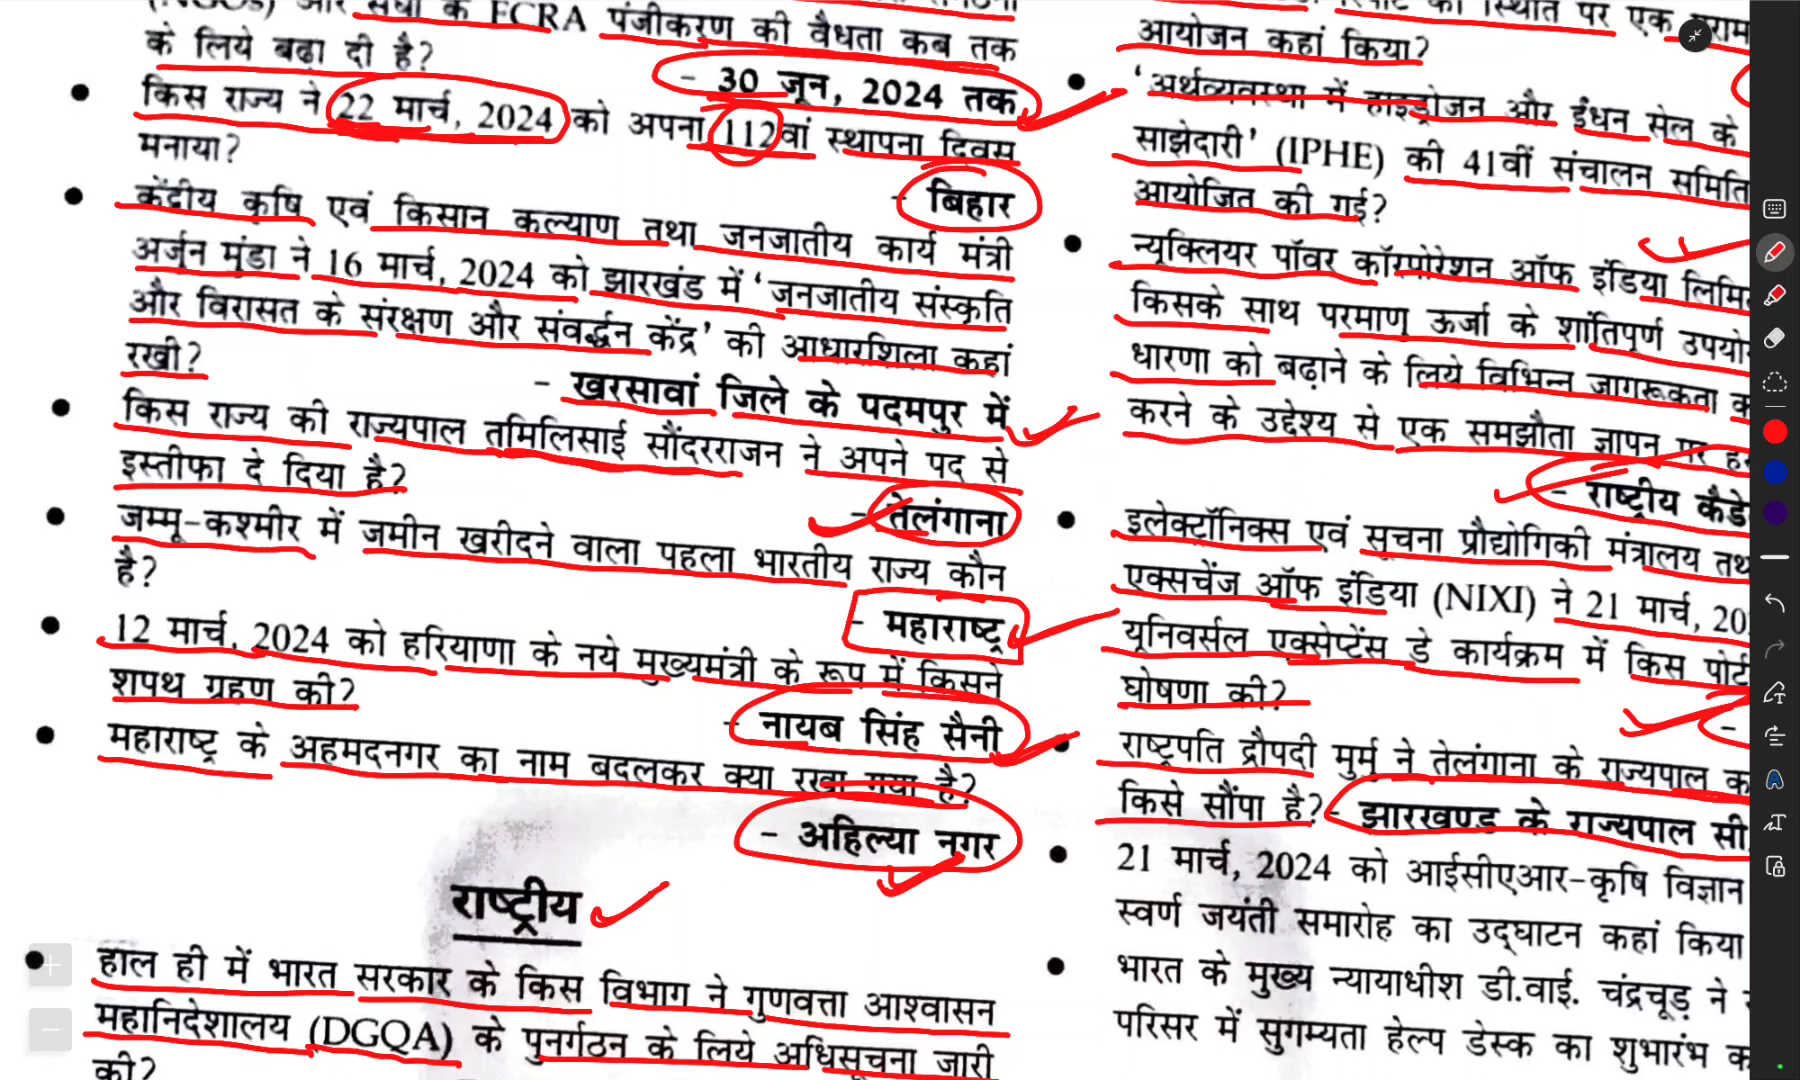 (NGOs) और संघों के FCRA पंजीकरण की वैधता कब तक
के लिये बढ़ा दी है?
- 30 जून, 2024 तक
किस राज्य ने 22 मार्च, 2024 को अपना 112वां स्थापना दिवस
मनाया?
- बिहार
केंद्रीय कृषि एवं किसान कल्याण तथा जनजातीय कार्य मंत्री
अर्जुन मुंडा ने 16 मार्च, 2024 को झारखंड में ‘जनजातीय संस्कृति
और विरासत के संरक्षण और संवर्द्धन केंद्र’ की आधारशिला कहां
रखी?
- खरसावां जिले के पदमपुर में
किस राज्य की राज्यपाल तमिलिसाई सौंदरराजन ने अपने पद से
इस्तीफा दे दिया है?
- तेलंगाना
जम्मू-कश्मीर में जमीन खरीदने वाला पहला भारतीय राज्य कौन
है?
- महाराष्ट्र
12 मार्च, 2024 को हरियाणा के नये मुख्यमंत्री के रूप में किसने
शपथ ग्रहण की?
- नायब सिंह सैनी
महाराष्ट्र के अहमदनगर का नाम बदलकर क्या रखा गया है?
- अहिल्या नगर
राष्ट्रीय
हाल ही में भारत सरकार के किस विभाग ने गुणवत्ता आश्वासन
महानिदेशालय (DGQA) के पुनर्गठन के लिये अधिसूचना जारी
की?
की स्थिति पर एक
आयोजन कहां किया?
‘अर्थव्यवस्था में हाइड्रोजन और ईंधन सेल के
साझेदारी’ (IPHE) की 41वीं संचालन समिति
आयोजित की गई?
न्यूक्लियर पॉवर कॉरपोरेशन ऑफ इंडिया
किसके साथ परमाणु ऊर्जा के शांतिपूर्ण
धारणा को बढ़ाने के लिये विभिन्न जागरूकता
करने के उद्देश्य से एक समझौता ज्ञापन पर
- राष्ट्रीय
इलेक्ट्रॉनिक्स एवं सूचना प्रौद्योगिकी मंत्रालय
एक्सचेंज ऑफ इंडिया (NIXI) ने 21 मार्च,
यूनिवर्सल एक्सेप्टेंस डे कार्यक्रम में किस
घोषणा की?
-
राष्ट्रपति द्रौपदी मुर्मु ने तेलंगाना के राज्यपाल
किसे सौंपा है? - झारखण्ड के राज्यपाल सी
21 मार्च, 2024 को आईसीएआर-कृषि विज्ञान
स्वर्ण जयंती समारोह का उद्घाटन कहां किया
भारत के मुख्य न्यायाधीश डी.वाई. चंद्रचूड़ ने
परिसर में सुगम्यता हेल्प डेस्क का शुभारंभ